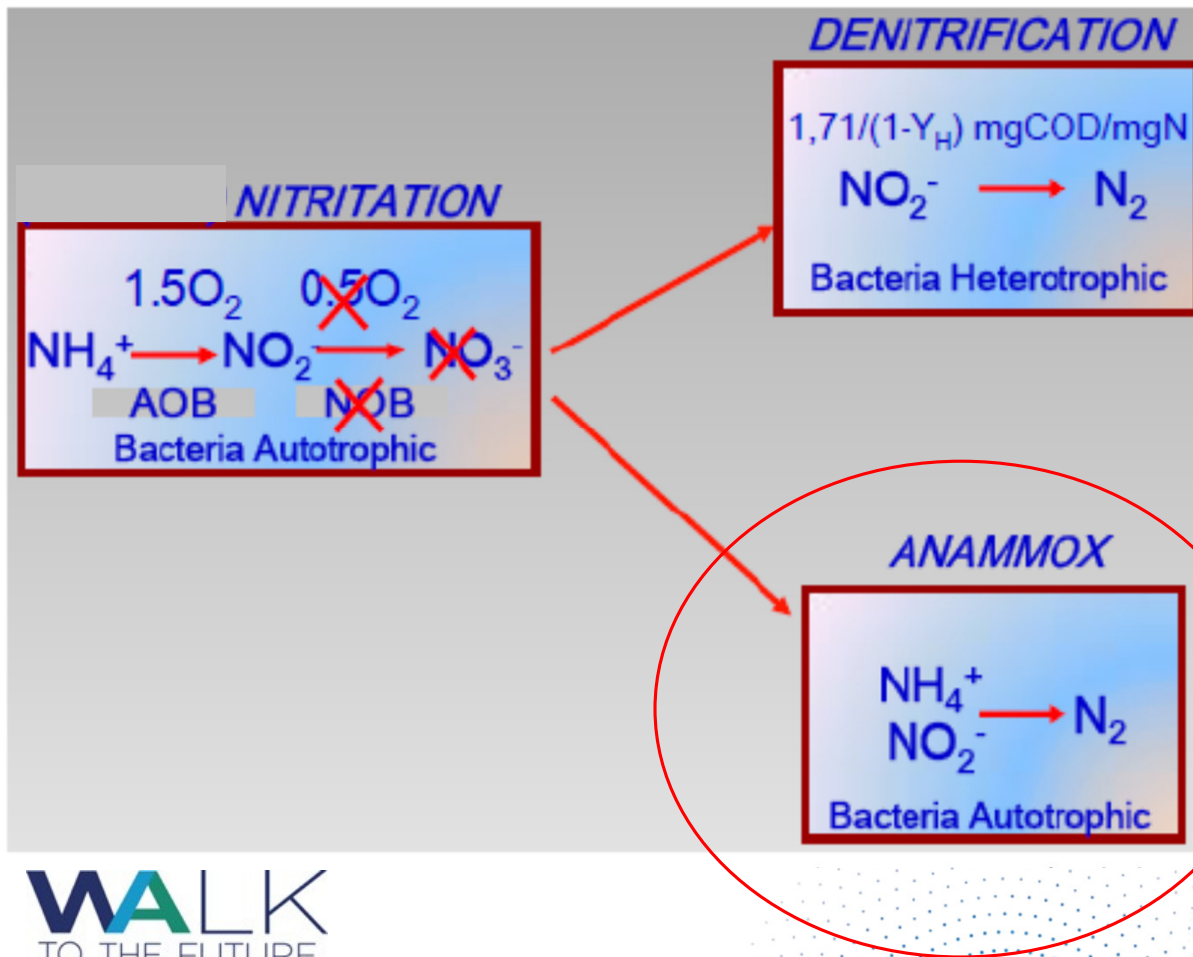 DENITRIFICATION
1,71/(1-Y_H) mgCOD/mgN
NO₂⁻ → N₂
Bacteria Heterotrophic
NITRITATION
1.5O₂ 0.5O₂
NH₄⁺ → NO₂⁻ → NO₃⁻
AOB NOB
Bacteria Autotrophic
ANAMMOX
NH₄⁺
NO₂⁻ → N₂
Bacteria Autotrophic
WALK
TO THE FUTURE